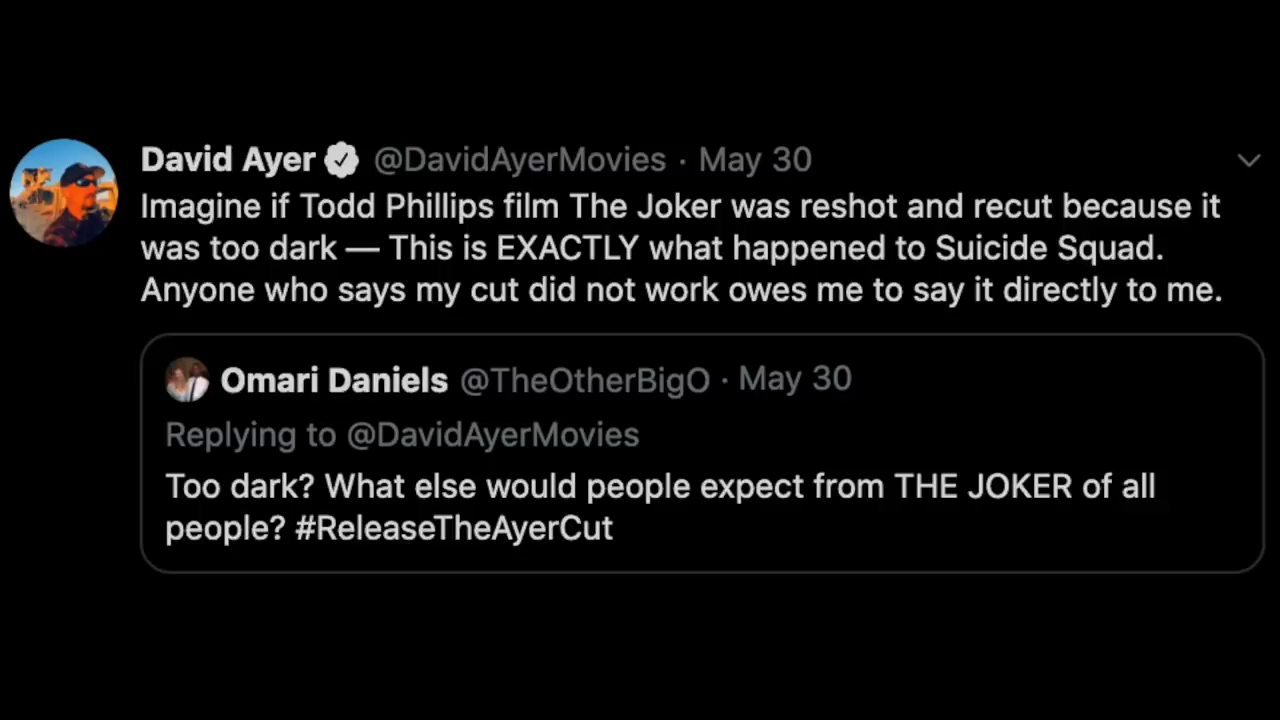 David Ayer @DavidAyerMovies · May 30
Imagine if Todd Phillips film The Joker was reshot and recut because it
was too dark — This is EXACTLY what happened to Suicide Squad.
Anyone who says my cut did not work owes me to say it directly to me.
Omari Daniels @TheOtherBigO · May 30
Replying to @DavidAyerMovies
Too dark? What else would people expect from THE JOKER of all
people? #ReleaseTheAyerCut